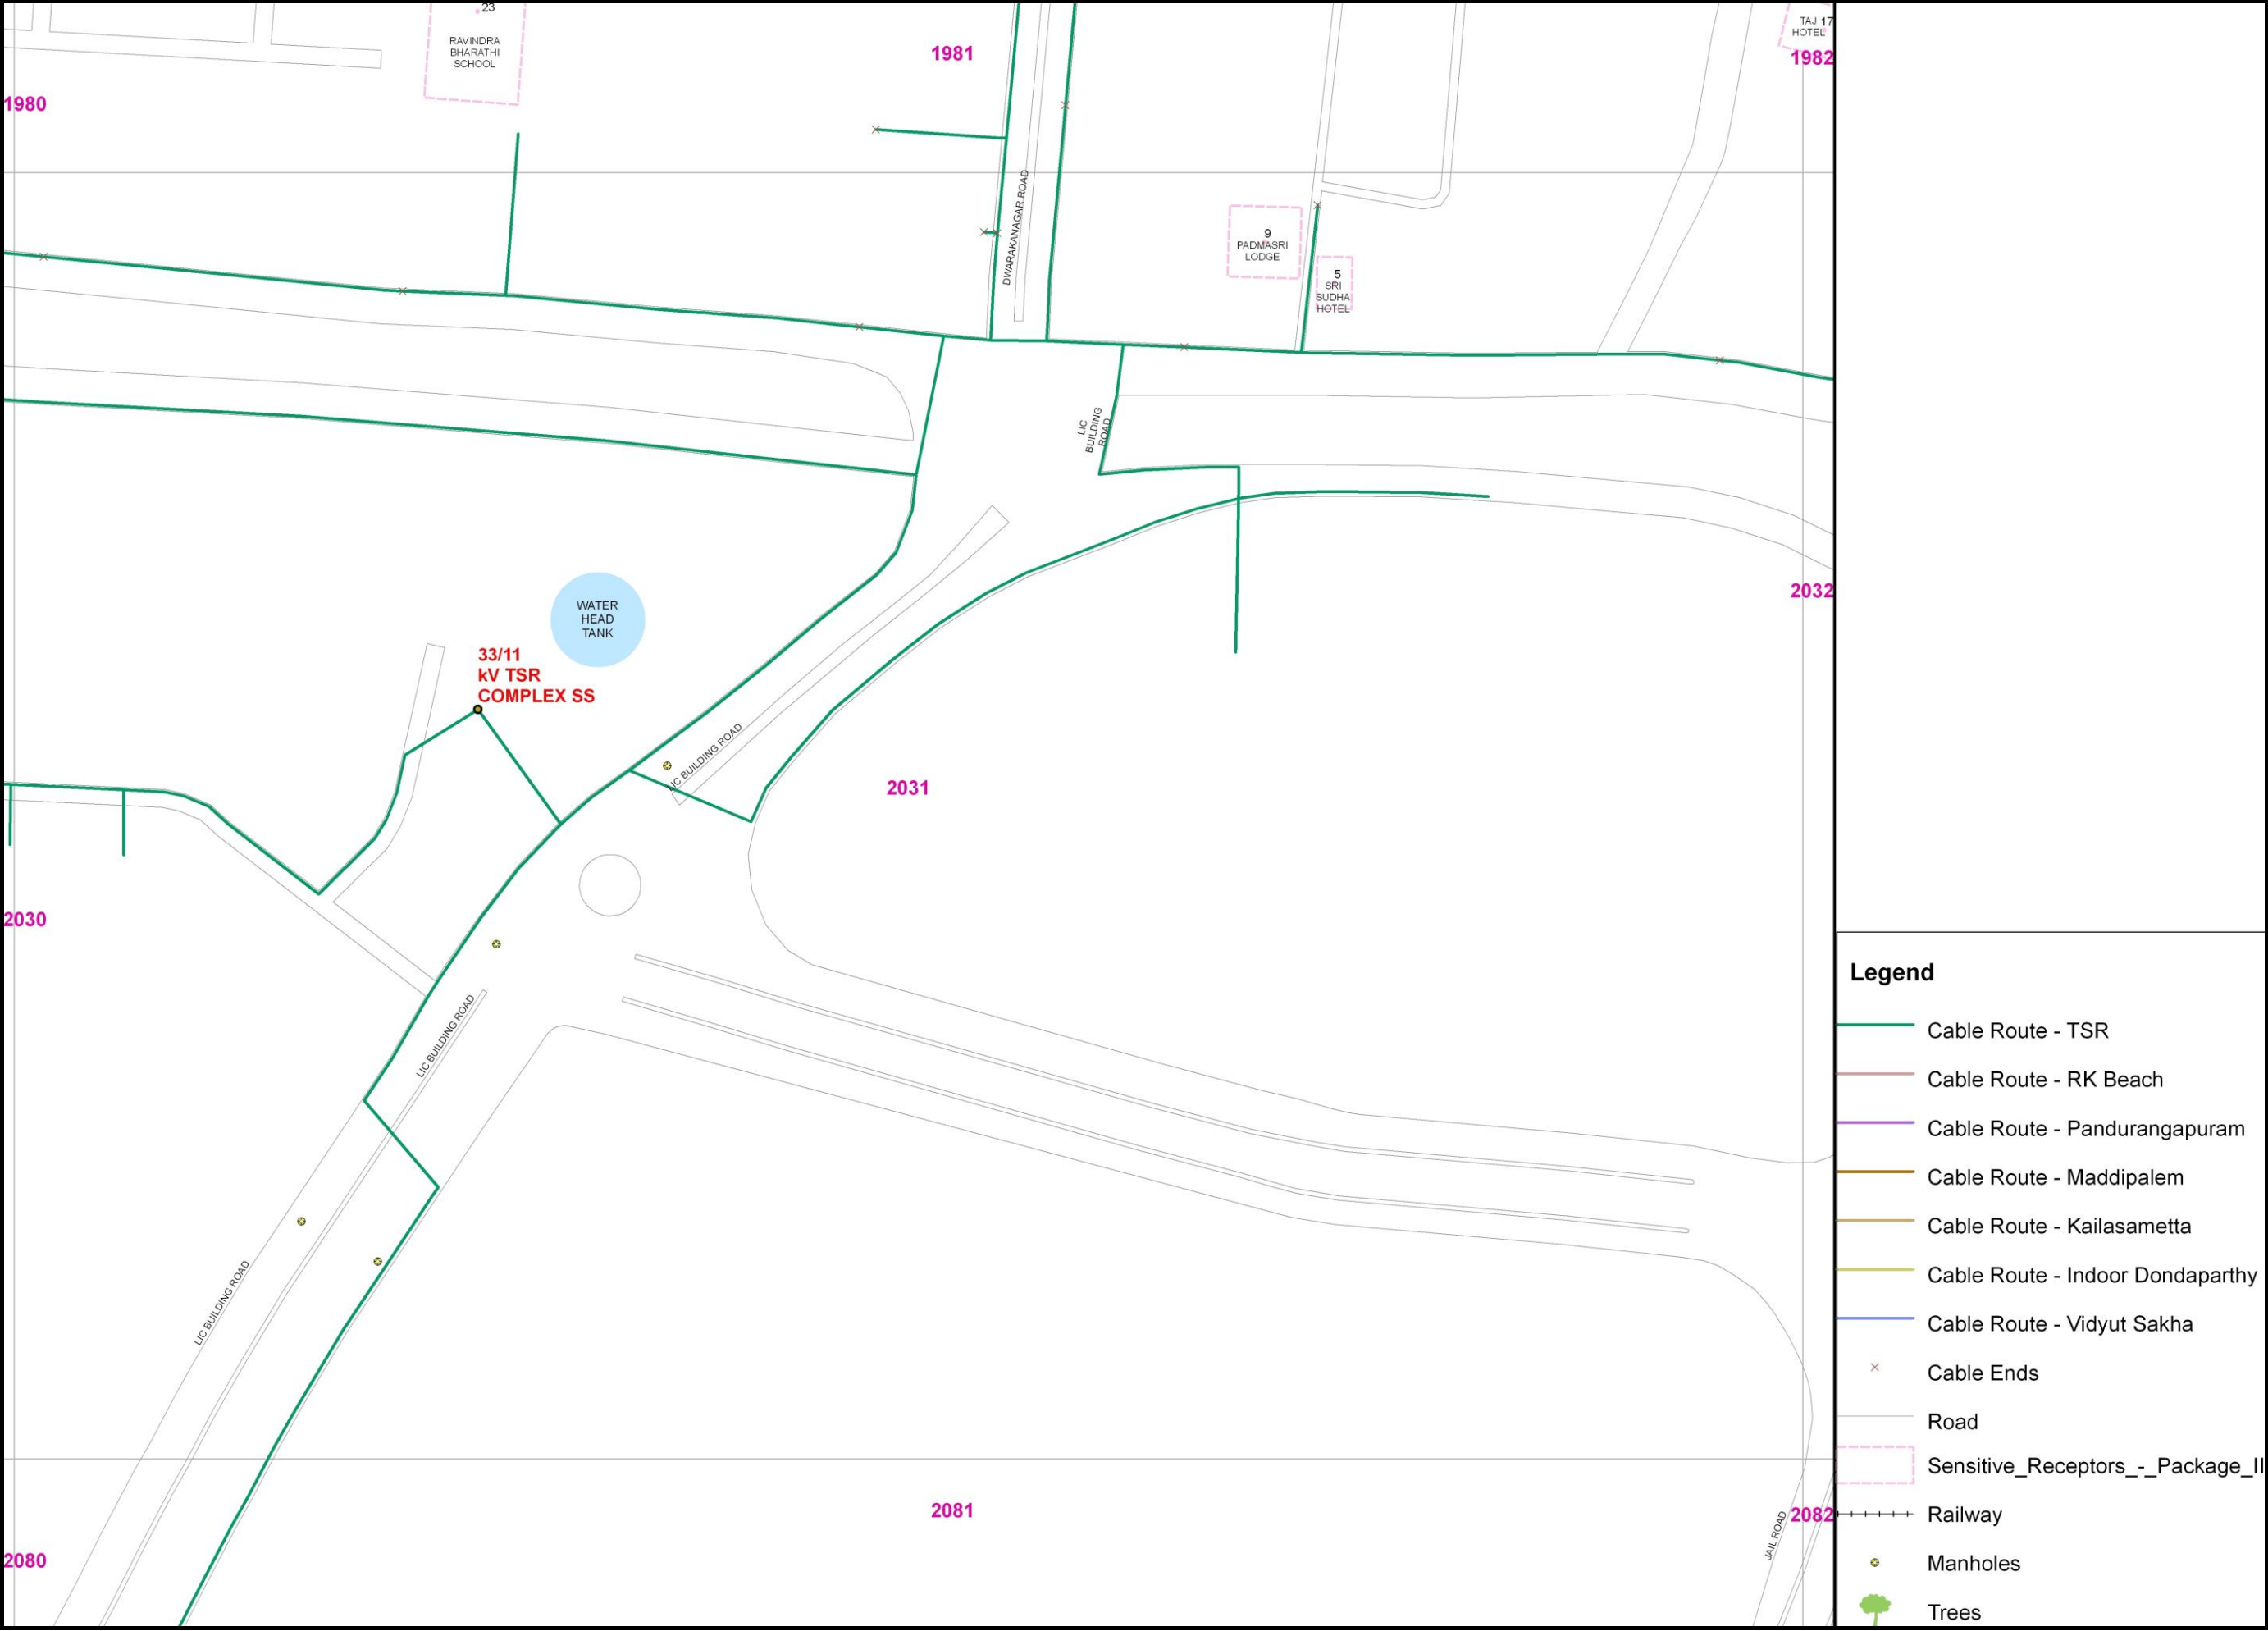 23
RAVINDRA
BHARATHI
SCHOOL
1981
TAJ 17
HOTEL
1982
1980
DWARAKANAGAR ROAD
9
PADMASRI
LODGE
5
SRI
SUDHA
HOTEL
LIC
BUILDING
ROAD
2032
WATER
HEAD
TANK
33/11
kV TSR
COMPLEX SS
LIC BUILDING ROAD
2031
2030
LIC BUILDING ROAD
LIC BUILDING ROAD
2081
2082
JAIL ROAD
2080
Legend
Cable Route - TSR
Cable Route - RK Beach
Cable Route - Pandurangapuram
Cable Route - Maddipalem
Cable Route - Kailasametta
Cable Route - Indoor Dondaparthy
Cable Route - Vidyut Sakha
Cable Ends
Road
Sensitive_Receptors_-_Package_II
Railway
Manholes
Trees